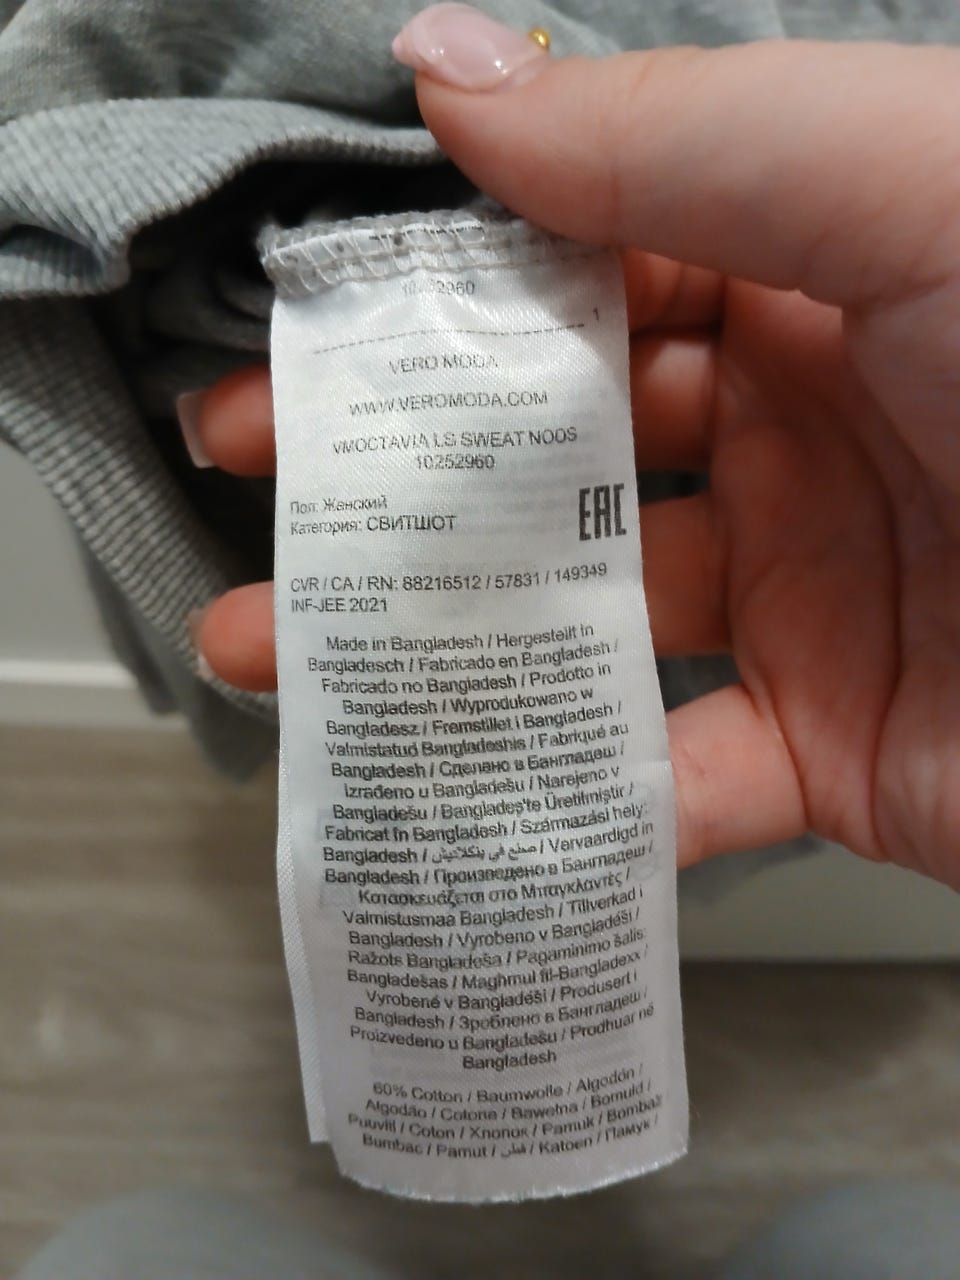 1
VERO MODA
WWW.VEROMODA.COM
VMOCTAVIA LS SWEAT NOOS
10252960
Пол: Женский
Категория: СВИТШОТ
EAC
CVR / CA / RN: 88216512 / 57831 / 149349
INF-JEE 2021
Made in Bangladesh / Hergestellt in
Bangladesch / Fabricado en Bangladesh /
Fabricado no Bangladesh / Prodotto in
Bangladesh / Wyprodukowano w
Bangladesz / Fremstillet i Bangladesh /
Valmistatud Bangladeshis / Fabriqué au
Bangladesh / Сделано в Бангладеш /
Izrađeno u Bangladešu / Narejeno v
Bangladešu / Bangladeş'te Üretilmiştir /
Fabricat în Bangladesh / Származási hely:
Bangladesh / صنع في بنكلاديش / Vervaardigd in
Bangladesh / Произведено в Бангладеш /
Κατασκευάζεται στο Μπαγκλαντές /
Valmistusmaa Bangladesh / Tillverkad i
Bangladesh / Vyrobeno v Bangladéši /
Ražots Bangladeša / Pagaminimo šalis:
Bangladešas / Maghmul fil-Bangladexx /
Vyrobené v Bangladéši / Produsert i
Bangladesh / Зроблено в Бангладеш /
Proizvedeno u Bangladešu / Prodhuar në
Bangladesh
60% Cotton / Baumwolle / Algodón /
Algodão / Cotone / Bawełna / Bomuld /
Puuvill / Coton / Хлопок / Pamuk / Bombaž
Bumbac / Pamut / قطن / Katoen / Памук /